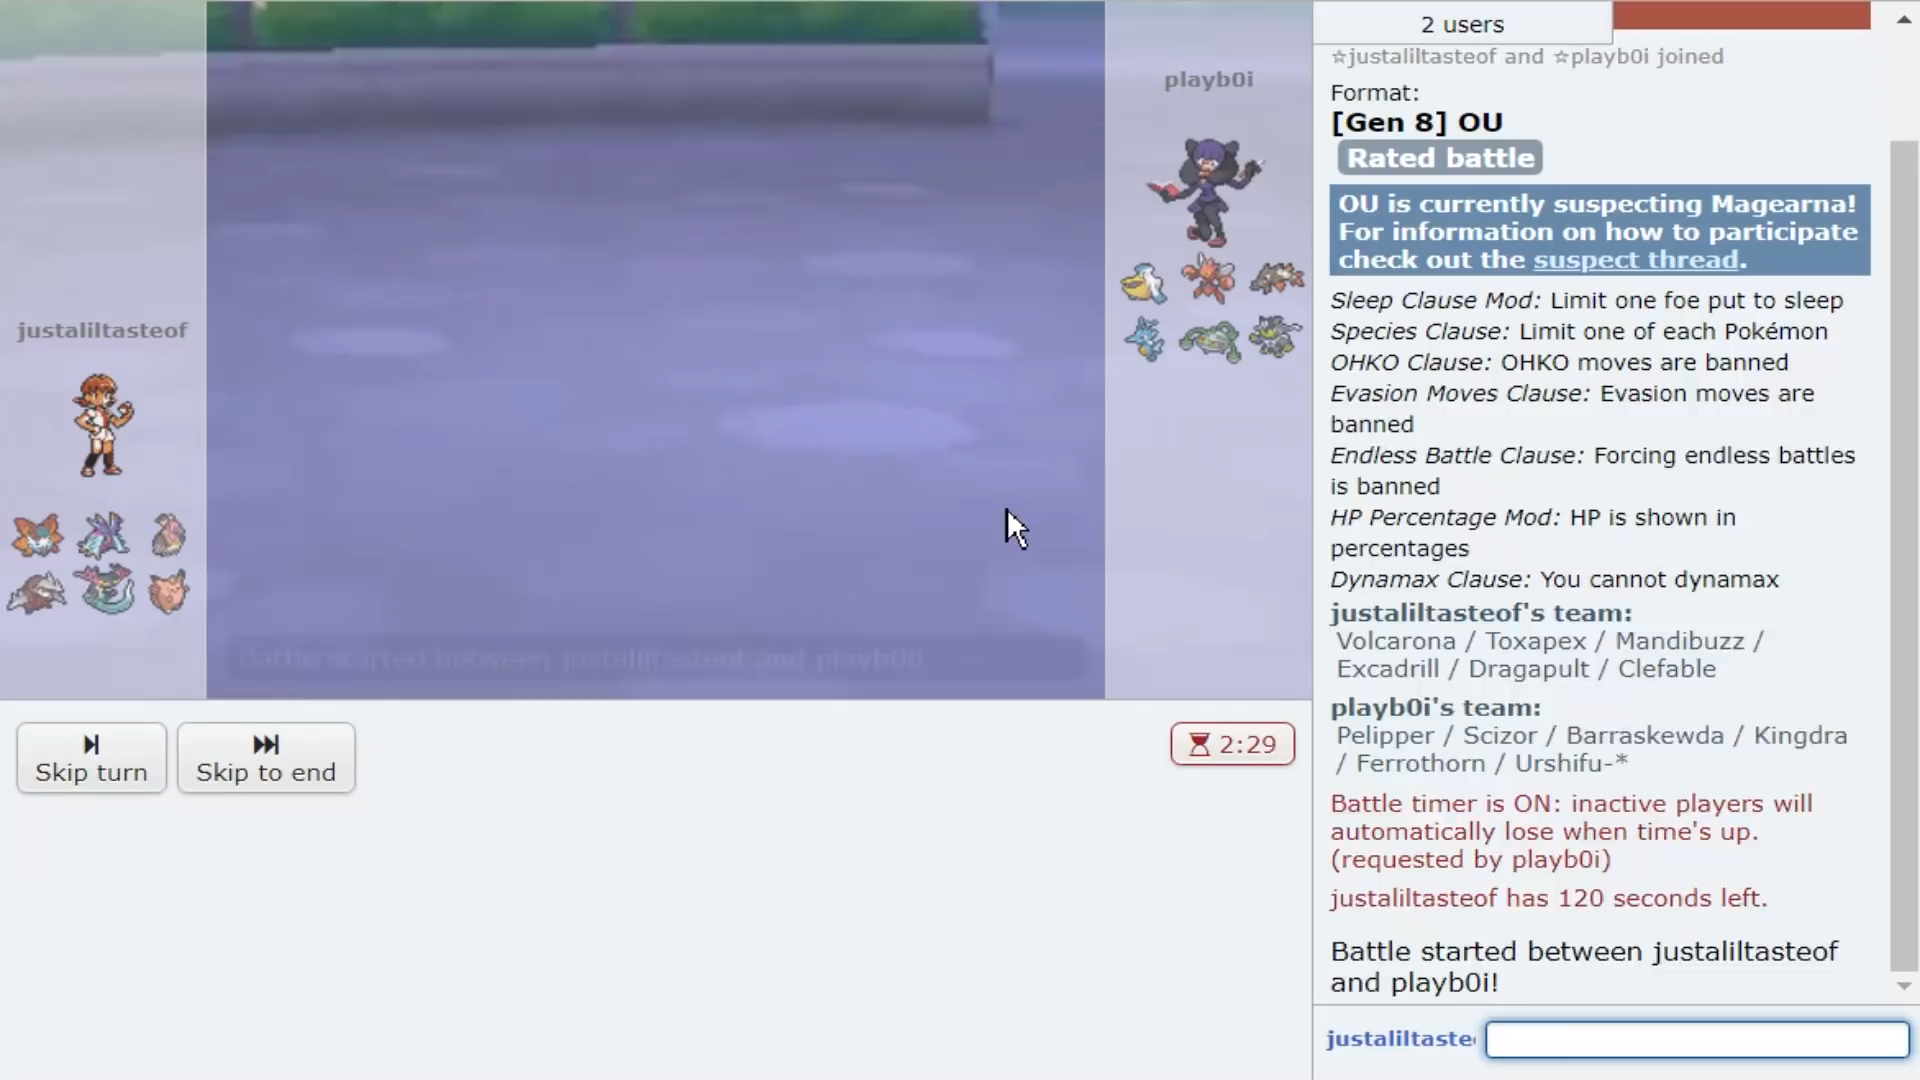 2 users
☆justaliltasteof and ☆playb0i joined
Format:
[Gen 8] OU
Rated battle
OU is currently suspecting Magearna!
For information on how to participate
check out the suspect thread.
Sleep Clause Mod: Limit one foe put to sleep
Species Clause: Limit one of each Pokémon
OHKO Clause: OHKO moves are banned
Evasion Moves Clause: Evasion moves are
banned
Endless Battle Clause: Forcing endless battles
is banned
HP Percentage Mod: HP is shown in
percentages
Dynamax Clause: You cannot dynamax
justaliltasteof's team:
Volcarona / Toxapex / Mandibuzz /
Excadrill / Dragapult / Clefable
playb0i's team:
Pelipper / Scizor / Barraskewda / Kingdra
/ Ferrothorn / Urshifu-*
Battle timer is ON: inactive players will
automatically lose when time's up.
(requested by playb0i)
justaliltasteof has 120 seconds left.
Battle started between justaliltasteof
and playb0i!
justaliltaste
playb0i
justaliltasteof
Battle started between justaliltasteof and playb0i!
Skip turn
Skip to end
2:29